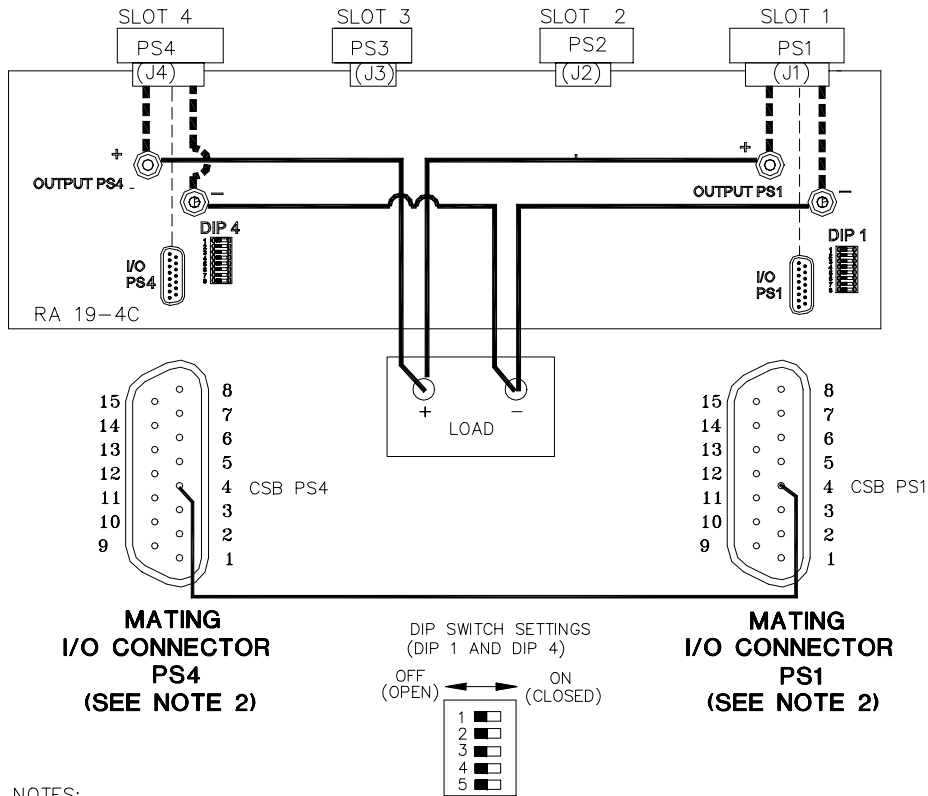 SLOT 4 SLOT 3 SLOT 2 SLOT 1
PS4 PS3 PS2 PS1
(J4) (J3) (J2) (J1)
+ +
OUTPUT PS4 - OUTPUT PS1 -
DIP 4 DIP 1
I/O
PS4
I/O
PS1
RA 19-4C
+ -
LOAD
8
15
7
14
6
13
5
12
4
11
3
10
2
9
1
CSB PS4
8
15
7
14
6
13
5
12
4
11
3
10
2
9
1
CSB PS1
MATING
I/O CONNECTOR
PS4
(SEE NOTE 2)
MATING
I/O CONNECTOR
PS1
(SEE NOTE 2)
DIP SWITCH SETTINGS
(DIP 1 AND DIP 4)
OFF
(OPEN)
ON
(CLOSED)
1
2
3
4
5
NOTES: